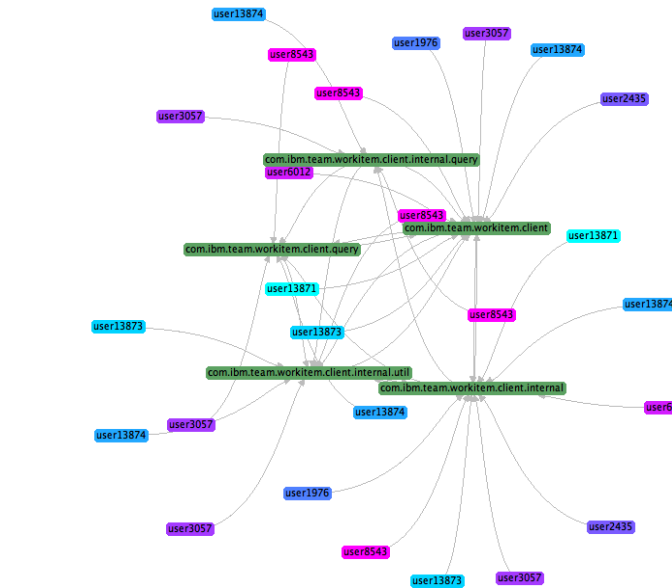 user13874
user3057
user1976
user13874
user8543
user8543
user2435
user3057
com.ibm.team.workitem.client.internal.query
user6012
user8543
com.ibm.team.workitem.client
user13871
com.ibm.team.workitem.client.query
user13871
user13874
user8543
user13873
user13873
com.ibm.team.workitem.client.internal.util
com.ibm.team.workitem.client.internal
user6
user13874
user3057
user13874
user1976
user3057
user2435
user8543
user13873
user3057